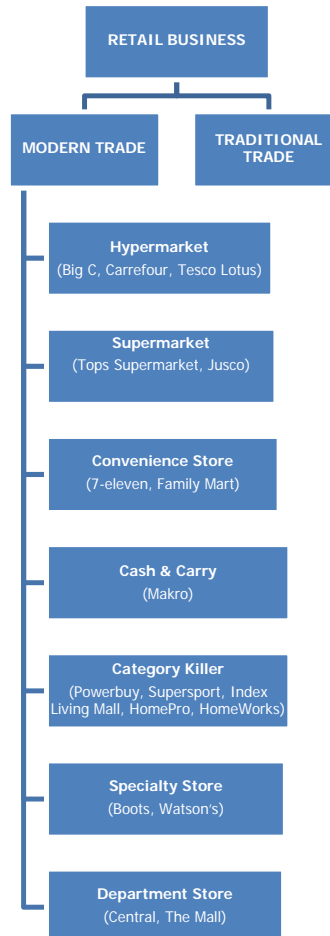 RETAIL BUSINESS
MODERN TRADE
TRADITIONAL
TRADE
Hypermarket
(Big C, Carrefour, Tesco Lotus)
Supermarket
(Tops Supermarket, Jusco)
Convenience Store
(7-eleven, Family Mart)
Cash & Carry
(Makro)
Category Killer
(Powerbuy, Supersport, Index
Living Mall, HomePro, HomeWorks)
Specialty Store
(Boots, Watson's)
Department Store
(Central, The Mall)